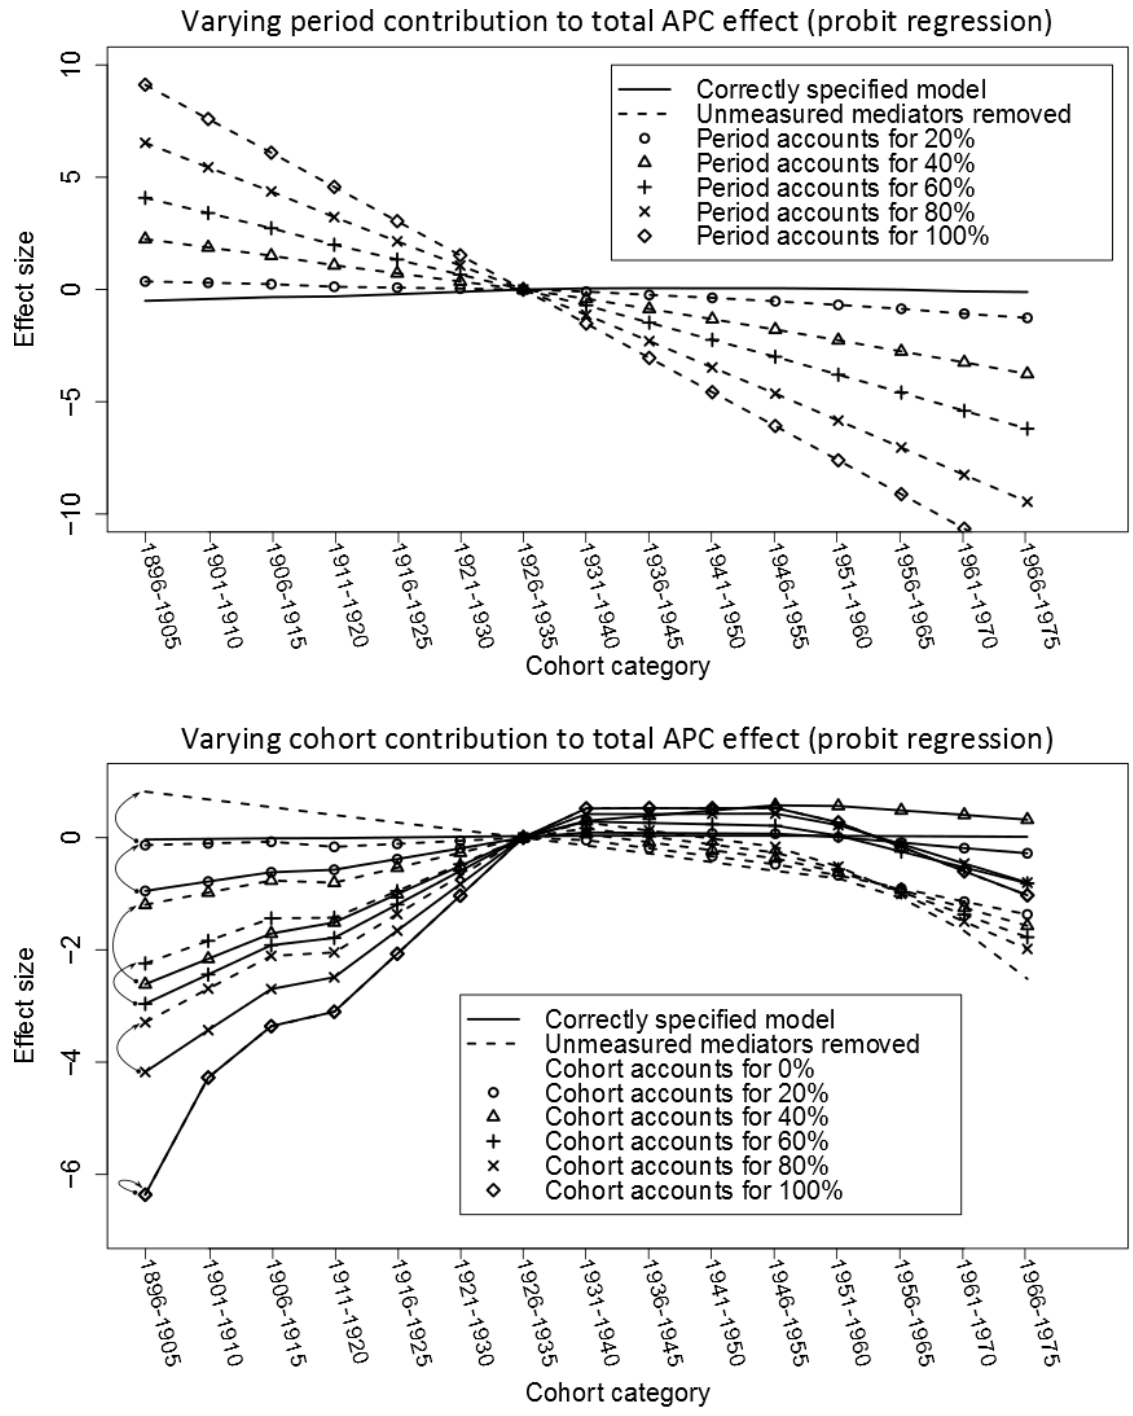 Varying period contribution to total APC effect (probit regression)
10
5
0
−5
−10
Effect size
Correctly specified model
Unmeasured mediators removed
Period accounts for 20%
Period accounts for 40%
Period accounts for 60%
Period accounts for 80%
Period accounts for 100%
1896-1905
1901-1910
1906-1915
1911-1920
1916-1925
1921-1930
1926-1935
1931-1940
1936-1945
1941-1950
1946-1955
1951-1960
1956-1965
1961-1970
1966-1975
Cohort category
Varying cohort contribution to total APC effect (probit regression)
0
−2
−4
−6
Effect size
Correctly specified model
Unmeasured mediators removed
Cohort accounts for 0%
Cohort accounts for 20%
Cohort accounts for 40%
Cohort accounts for 60%
Cohort accounts for 80%
Cohort accounts for 100%
1896-1905
1901-1910
1906-1915
1911-1920
1916-1925
1921-1930
1926-1935
1931-1940
1936-1945
1941-1950
1946-1955
1951-1960
1956-1965
1961-1970
1966-1975
Cohort category